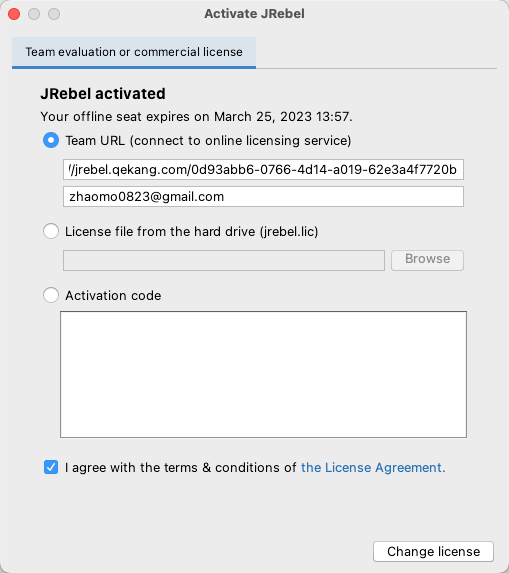 Activate JRebel
Team evaluation or commercial license
JRebel activated
Your offline seat expires on March 25, 2023 13:57.
Team URL (connect to online licensing service)
//jrebel.qekang.com/0d93abb6-0766-4d14-a019-62e3a4f7720b
zhaomo0823@gmail.com
License file from the hard drive (jrebel.lic)
Browse
Activation code
I agree with the terms & conditions of the License Agreement.
Change license